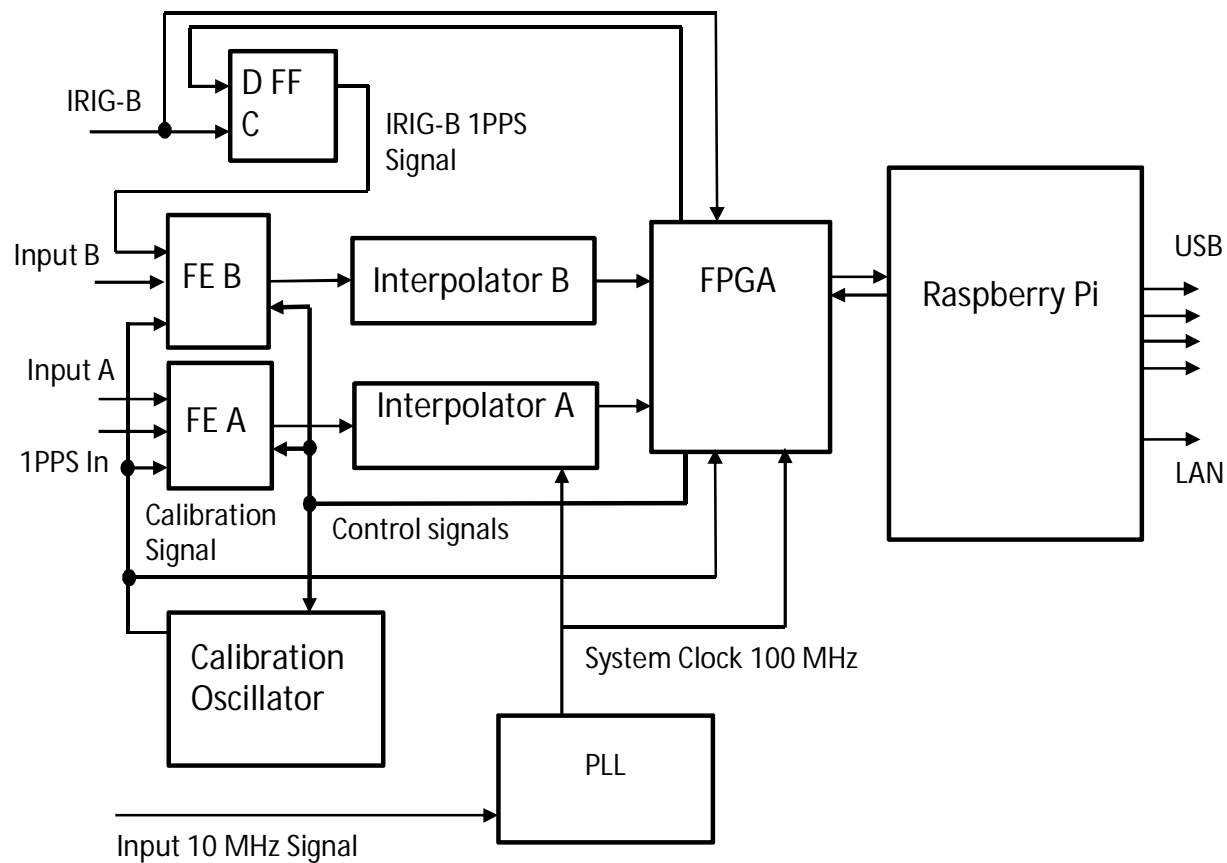 D FF
C
IRIG-B
IRIG-B 1PPS
Signal
Input B
FE B
Interpolator B
FPGA
Raspberry Pi
USB
Input A
FE A
Interpolator A
1PPS In
LAN
Calibration
Signal
Control signals
Calibration
Oscillator
System Clock 100 MHz
PLL
Input 10 MHz Signal